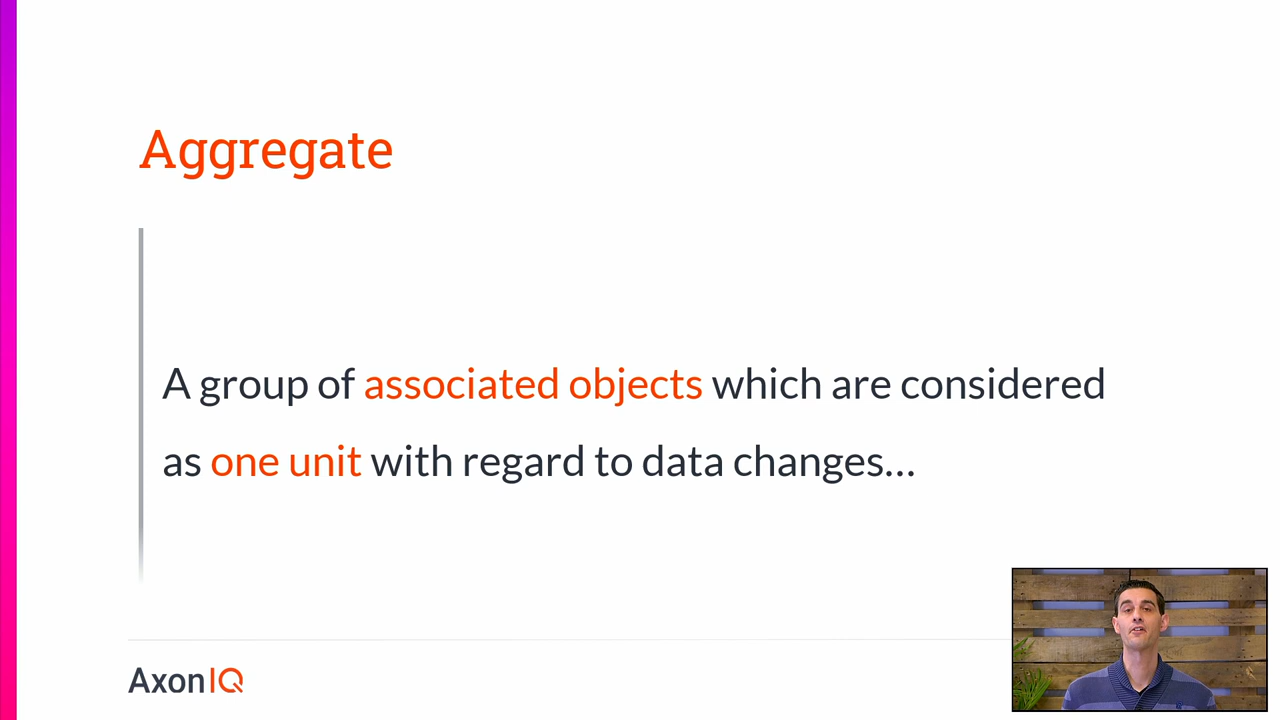 Aggregate
A group of associated objects which are considered
as one unit with regard to data changes...
AxonIQ